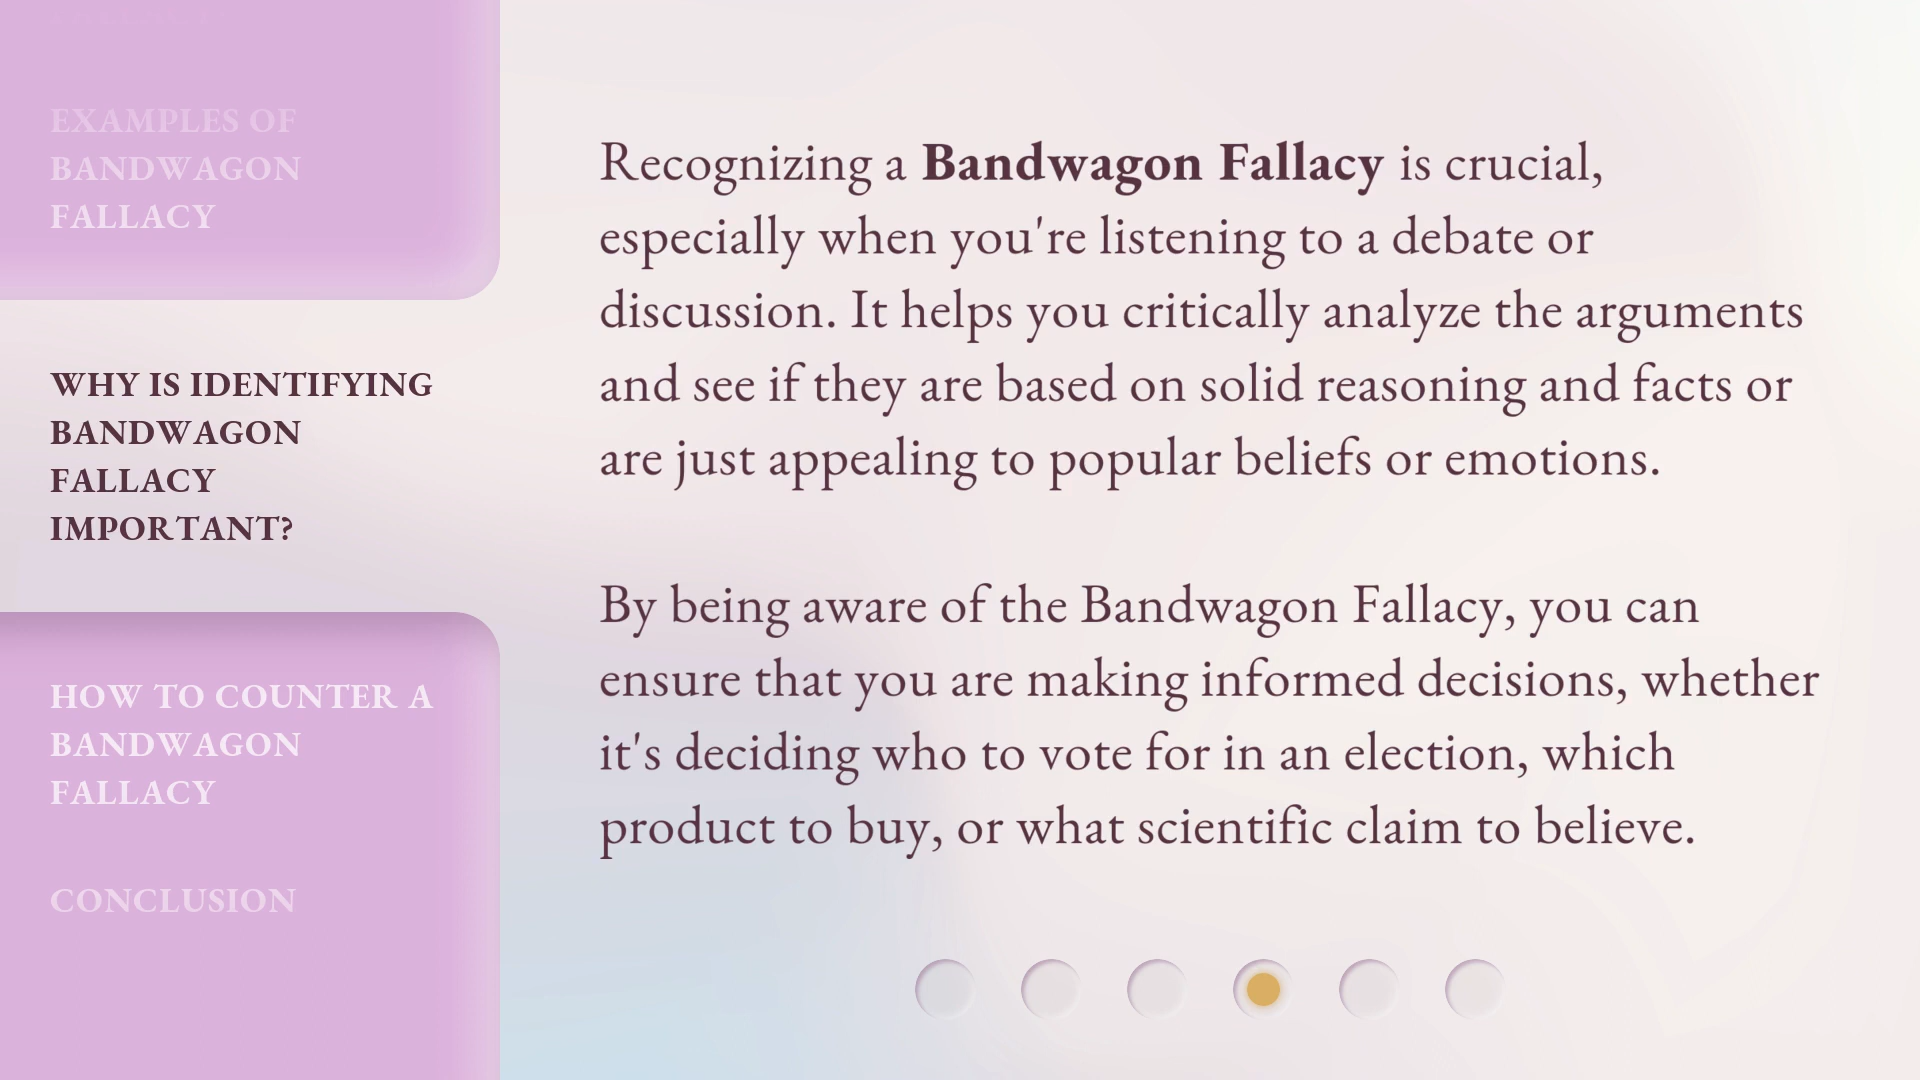 EXAMPLES OF
BANDWAGON
FALLACY
WHY IS IDENTIFYING
BANDWAGON
FALLACY
IMPORTANT?
HOW TO COUNTER A
BANDWAGON
FALLACY
CONCLUSION
Recognizing a Bandwagon Fallacy is crucial,
especially when you're listening to a debate or
discussion. It helps you critically analyze the arguments
and see if they are based on solid reasoning and facts or
are just appealing to popular beliefs or emotions.
By being aware of the Bandwagon Fallacy, you can
ensure that you are making informed decisions, whether
it's deciding who to vote for in an election, which
product to buy, or what scientific claim to believe.